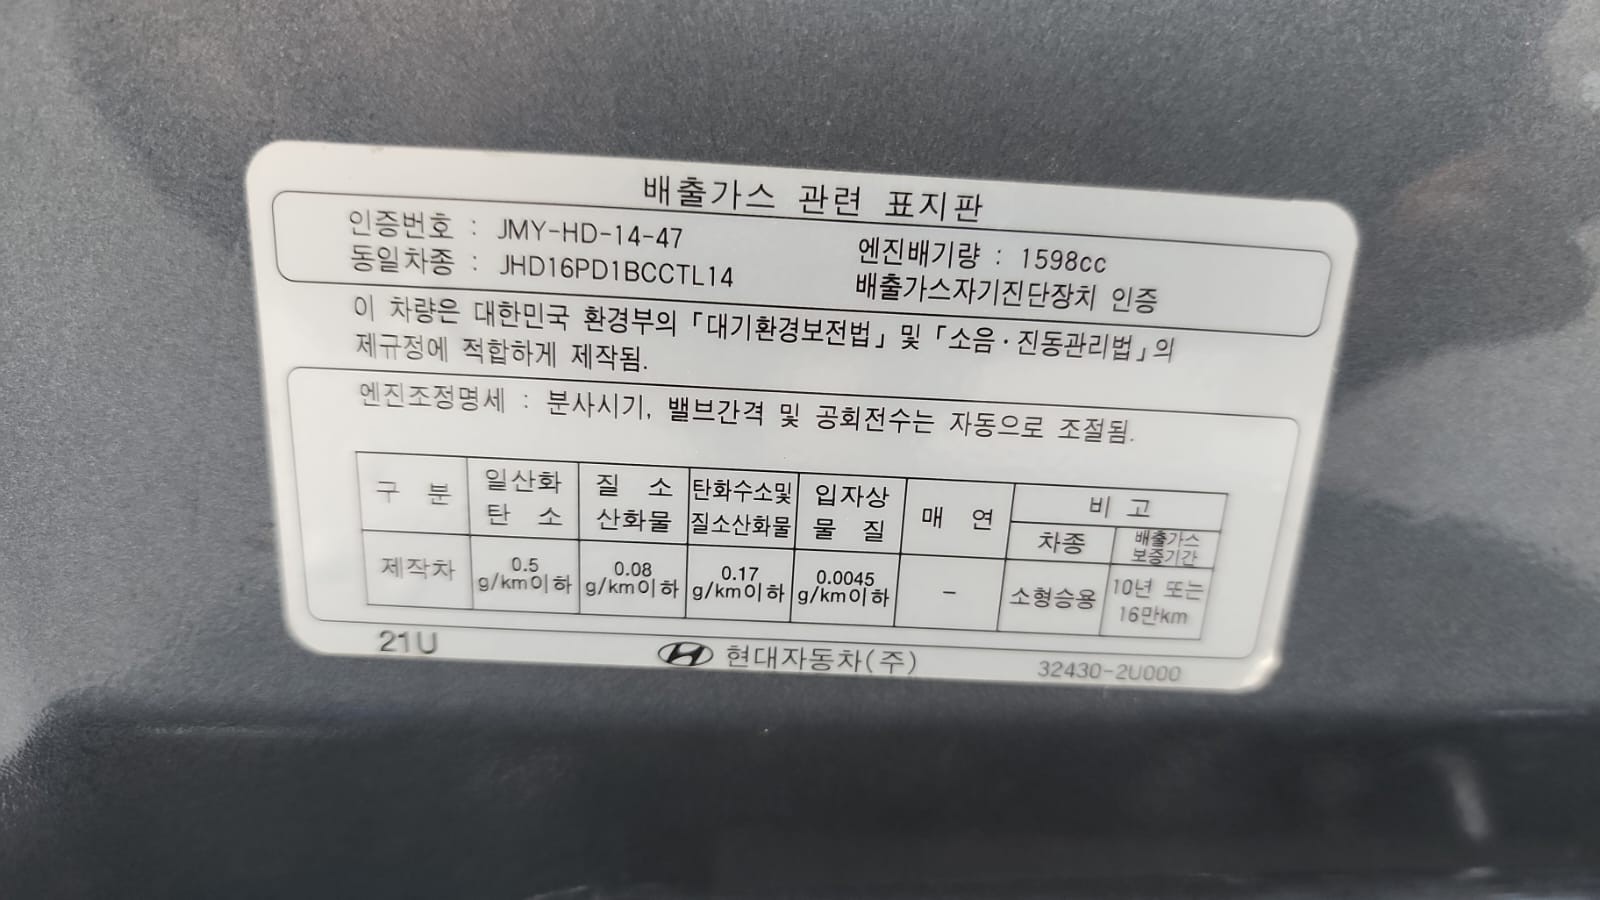 배출가스 관련 표지판
인증번호 : JMY-HD-14-47
엔진배기량 : 1598cc
동일차종 : JHD16PD1BCCTL14
배출가스자기진단장치 인증
이 차량은 대한민국 환경부의 「대기환경보전법」 및 「소음·진동관리법」의
제규정에 적합하게 제작됨.
엔진조정명세 : 분사시기, 밸브간격 및 공회전수는 자동으로 조절됨.
구 분
일산화
탄 소
질 소
산화물
탄화수소및
질소산화물
입자상
물 질
매 연
비 고
차종
배출가스
보증기간
제작차
0.5
g/km이하
0.08
g/km이하
0.17
g/km이하
0.0045
g/km이하
-
소형승용
10년 또는
16만km
21U
현대자동차(주)
32430-2U000